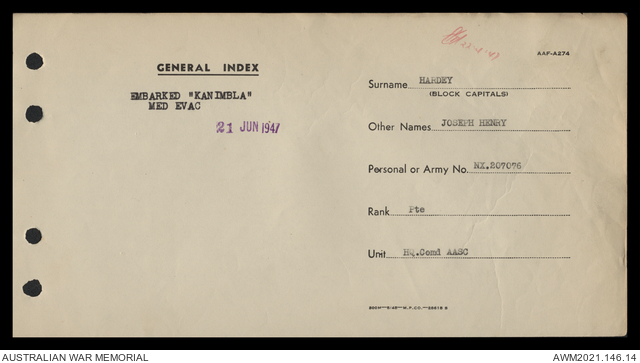 AAF-A274
GENERAL INDEX
EMBARKED "KANIMBLA"
MED EVAC
21 JUN 1947
Surname HARDEY
(BLOCK CAPITALS)
Other Names JOSEPH HENRY
Personal or Army No. NX.207076
Rank Pte
Unit HQ.Comd AASC
AUSTRALIAN WAR MEMORIAL
AWM2021.146.14